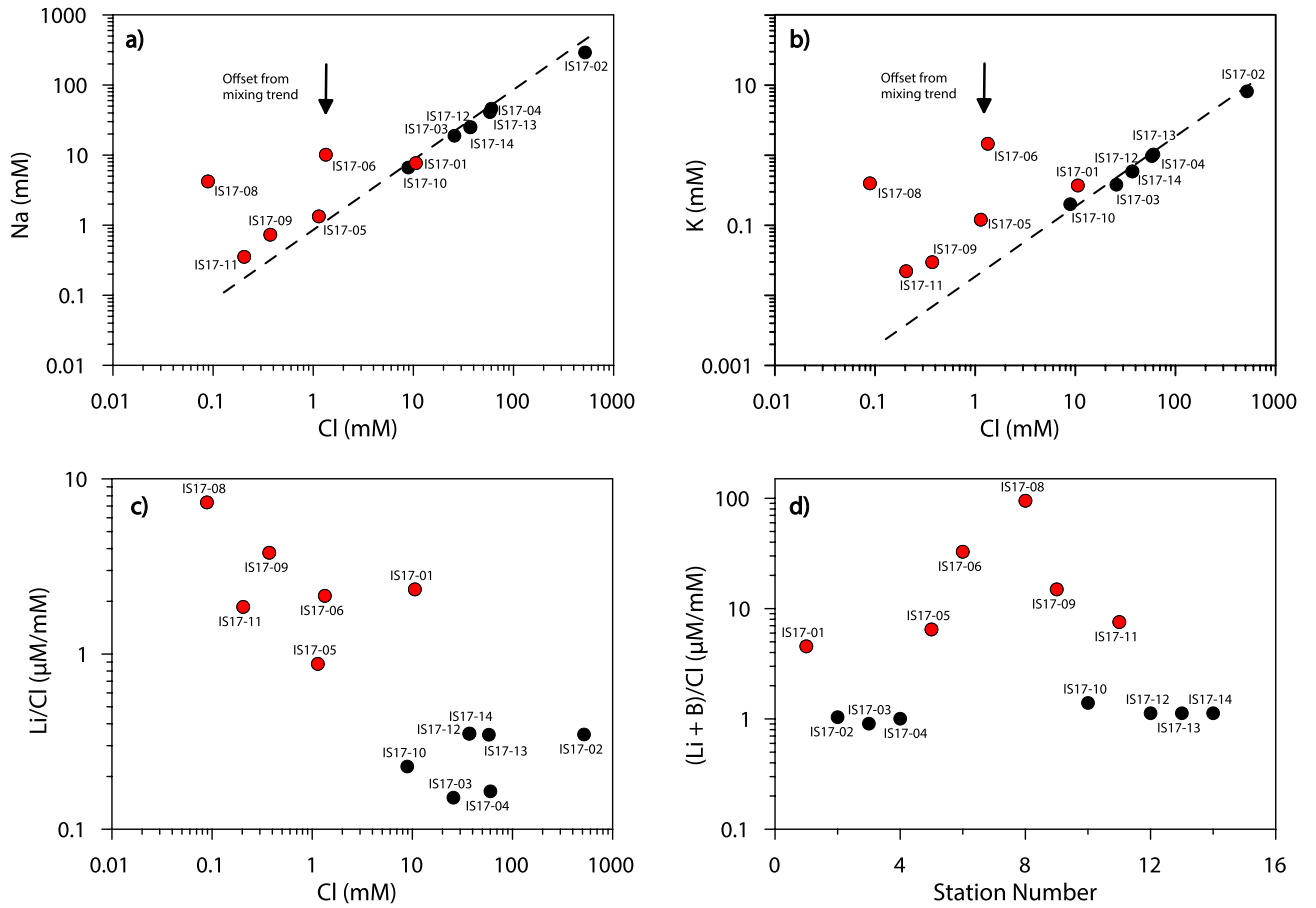 a)
1000
100
10
1
0.1
0.01
Na (mM)
Offset from
mixing trend
IS17-02
IS17-12
IS17-04
IS17-03
IS17-13
IS17-14
IS17-06
IS17-01
IS17-10
IS17-08
IS17-09
IS17-05
IS17-11
0.01 0.1 1 10 100 1000
Cl (mM)
b)
10
0.1
0.001
K (mM)
Offset from
mixing trend
IS17-02
IS17-13
IS17-06
IS17-12
IS17-04
IS17-01
IS17-14
IS17-08
IS17-03
IS17-10
IS17-05
IS17-09
IS17-11
0.01 0.1 1 10 100 1000
Cl (mM)
c)
10
1
0.1
Li/Cl (μM/mM)
IS17-08
IS17-09
IS17-01
IS17-06
IS17-11
IS17-05
IS17-14
IS17-12
IS17-13
IS17-02
IS17-10
IS17-03
IS17-04
0.01 0.1 1 10 100 1000
Cl (mM)
d)
100
10
1
0.1
(Li + B)/Cl (μM/mM)
IS17-08
IS17-06
IS17-09
IS17-05
IS17-01
IS17-11
IS17-10
IS17-12
IS17-14
IS17-03
IS17-02
IS17-04
IS17-13
0 4 8 12 16
Station Number